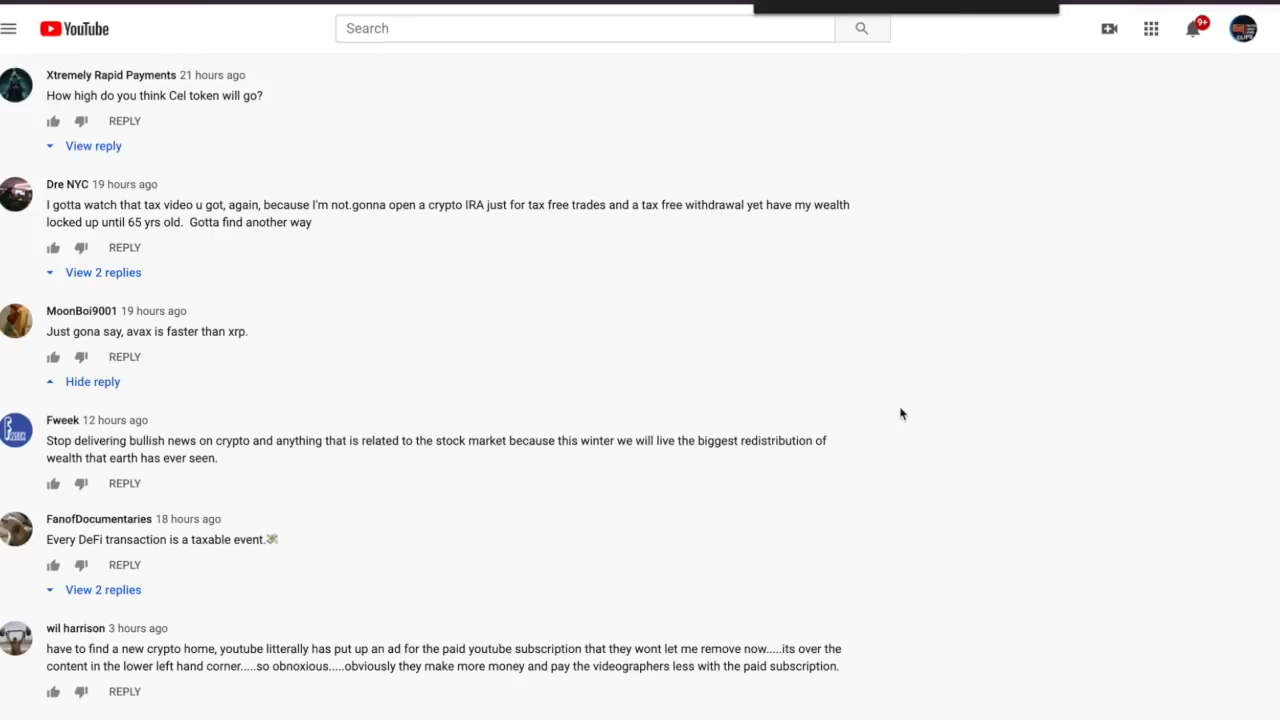 YouTube
Search
9+
Xtremely Rapid Payments 21 hours ago
How high do you think Cel token will go?
REPLY
View reply
Dre NYC 19 hours ago
I gotta watch that tax video u got, again, because I'm not.gonna open a crypto IRA just for tax free trades and a tax free withdrawal yet have my wealth
locked up until 65 yrs old. Gotta find another way
REPLY
View 2 replies
MoonBoi9001 19 hours ago
Just gona say, avax is faster than xrp.
REPLY
Hide reply
Fweek 12 hours ago
Stop delivering bullish news on crypto and anything that is related to the stock market because this winter we will live the biggest redistribution of
wealth that earth has ever seen.
REPLY
FanofDocumentaries 18 hours ago
Every DeFi transaction is a taxable event.💸
REPLY
View 2 replies
wil harrison 3 hours ago
have to find a new crypto home, youtube litterally has put up an ad for the paid youtube subscription that they wont let me remove now.....its over the
content in the lower left hand corner.....so obnoxious.....obviously they make more money and pay the videographers less with the paid subscription.
REPLY